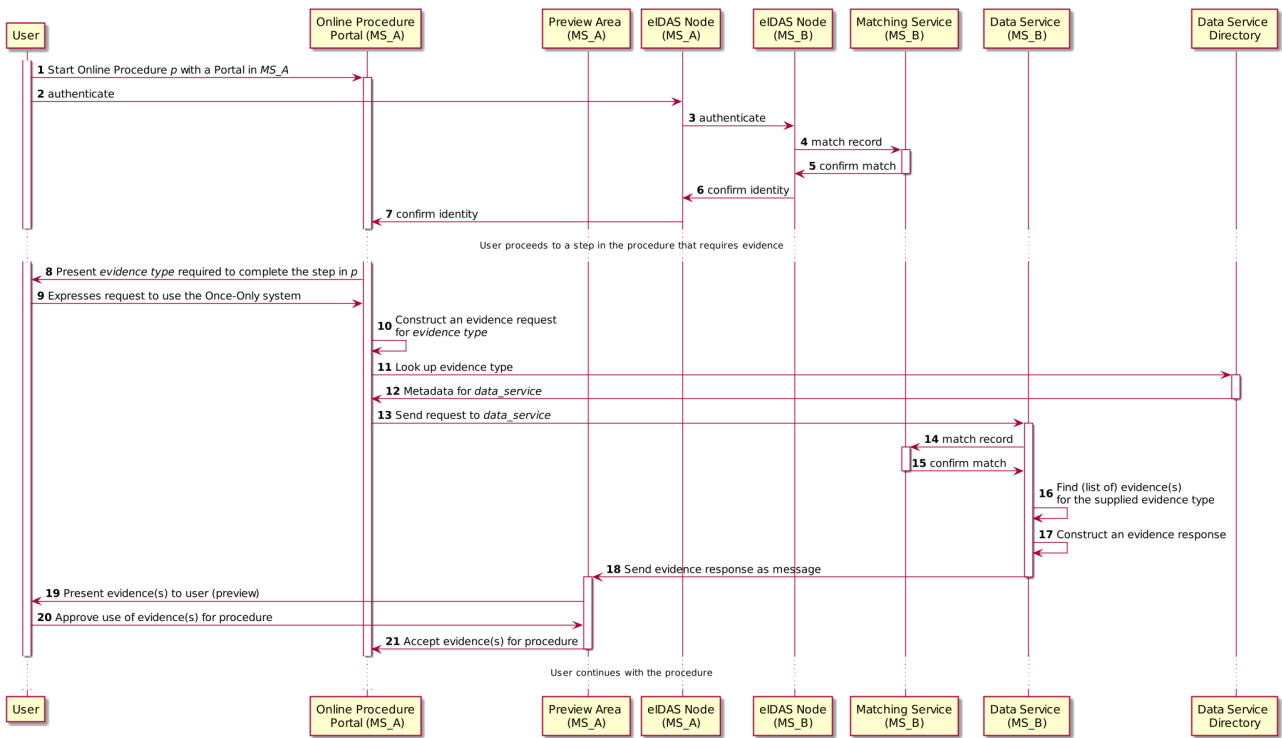 User
Online Procedure
Portal (MS_A)
Preview Area
(MS_A)
eIDAS Node
(MS_A)
eIDAS Node
(MS_B)
Matching Service
(MS_B)
Data Service
(MS_B)
Data Service
Directory
1 Start Online Procedure p with a Portal in MS_A
2 authenticate
3 authenticate
4 match record
5 confirm match
6 confirm identity
7 confirm identity
User proceeds to a step in the procedure that requires evidence
8 Present evidence type required to complete the step in p
9 Expresses request to use the Once-Only system
10 Construct an evidence request
for evidence type
11 Look up evidence type
12 Metadata for data_service
13 Send request to data_service
14 match record
15 confirm match
16 Find (list of) evidence(s)
for the supplied evidence type
17 Construct an evidence response
18 Send evidence response as message
19 Present evidence(s) to user (preview)
20 Approve use of evidence(s) for procedure
21 Accept evidence(s) for procedure
User continues with the procedure
User
Online Procedure
Portal (MS_A)
Preview Area
(MS_A)
eIDAS Node
(MS_A)
eIDAS Node
(MS_B)
Matching Service
(MS_B)
Data Service
(MS_B)
Data Service
Directory